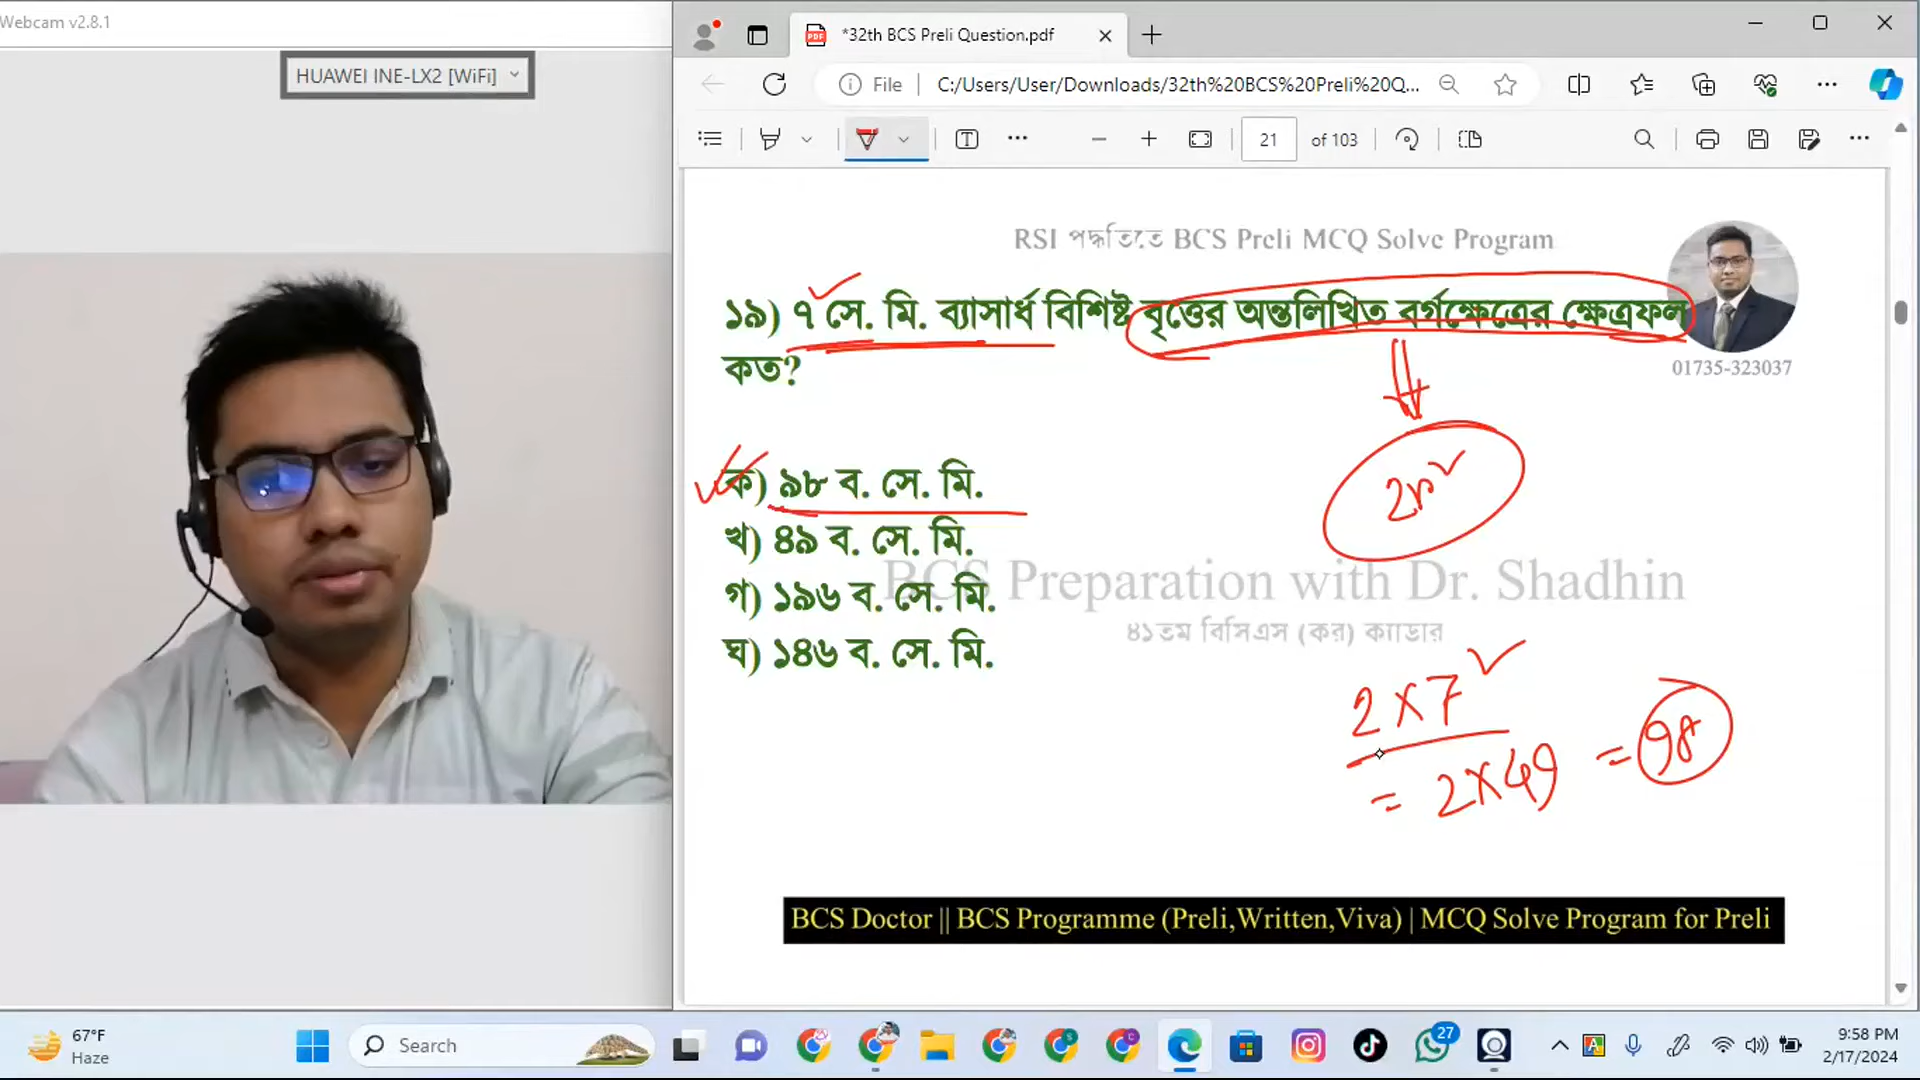 Webcam v2.8.1
HUAWEI INE-LX2 [WiFi]
*32th BCS Preli Question.pdf
File
C:/Users/User/Downloads/32th%20BCS%20Preli%20Q...
21 of 103
RSI পদ্ধতিতে BCS Preli MCQ Solve Program
১৯) ৭ সে. মি. ব্যাসার্ধ বিশিষ্ট বৃত্তের অন্তলিখিত বর্গক্ষেত্রের ক্ষেত্রফল
কত?
01735-323037
ক) ৯৮ ব. সে. মি.
খ) ৪৯ ব. সে. মি.
গ) ১৯৬ ব. সে. মি.
ঘ) ১৪৬ ব. সে. মি.
2r²
BCS Preparation with Dr. Shadhin
৪১তম বিসিএস (কর) ক্যাডার
2×7²
= 2×49 = 98
BCS Doctor || BCS Programme (Preli,Written,Viva) | MCQ Solve Program for Preli
67°F
Haze
Search
27
9:58 PM
2/17/2024